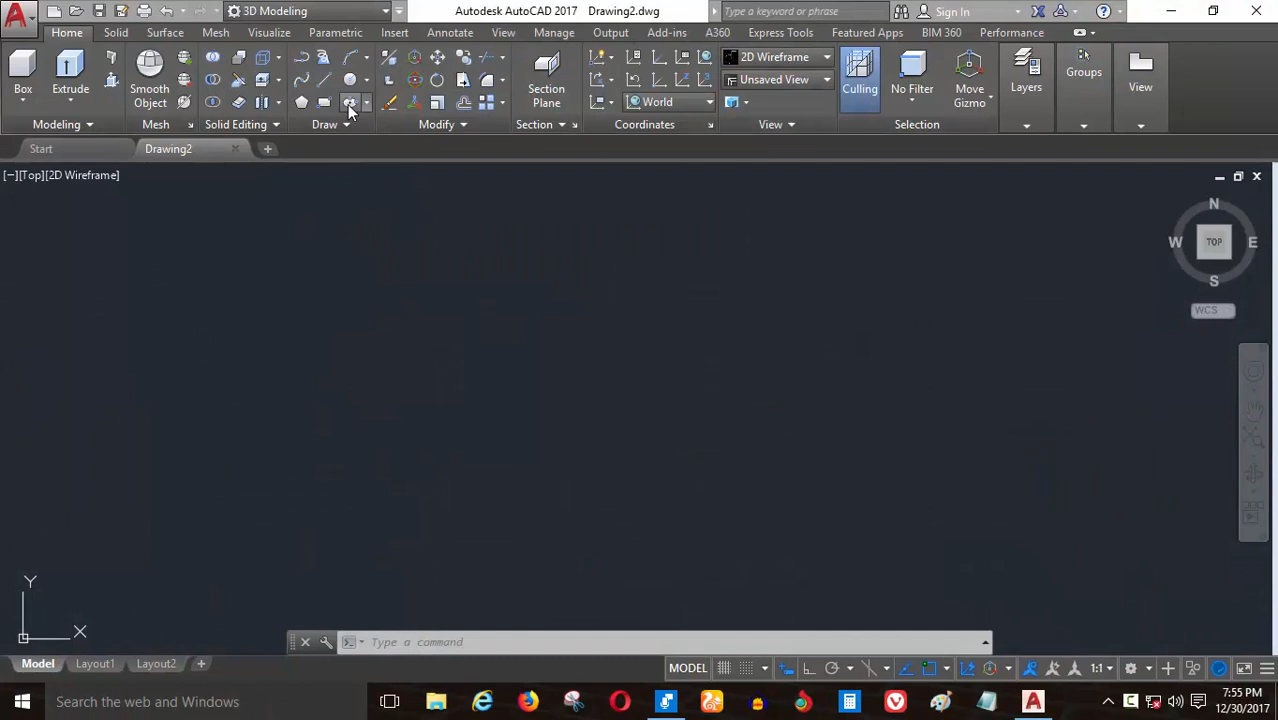 3D Modeling
Autodesk AutoCAD 2017 Drawing2.dwg
Type a keyword or phrase
Sign In
Home Solid Surface Mesh Visualize Parametric Insert Annotate View Manage Output Add-ins A360 Express Tools Featured Apps BIM 360 Performance
Box Extrude Smooth Object Section Plane
2D Wireframe
Unsaved View
World
Culling No Filter Move Gizmo Layers Groups View
Modeling Mesh Solid Editing Draw Modify Section Coordinates View Selection
Start Drawing2
[−][Top][2D Wireframe]
N
W TOP E
S
WCS
Y
X
Type a command
Model Layout1 Layout2
MODEL 1:1
Search the web and Windows
7:55 PM
12/30/2017